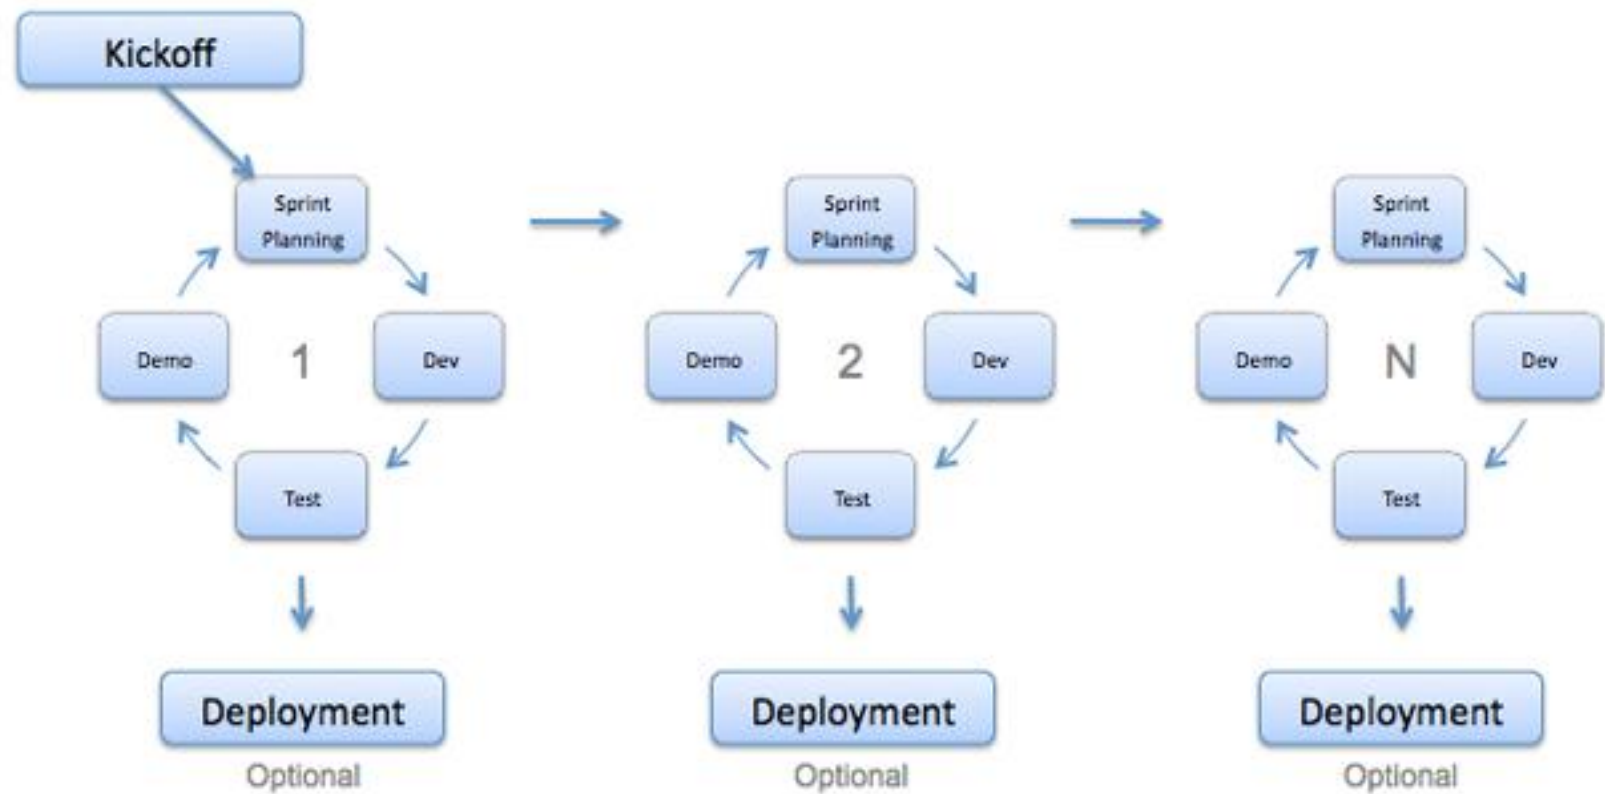 Kickoff
Sprint
Planning
Demo
1
Dev
Test
Deployment
Optional
Sprint
Planning
Demo
2
Dev
Test
Deployment
Optional
Sprint
Planning
Demo
N
Dev
Test
Deployment
Optional